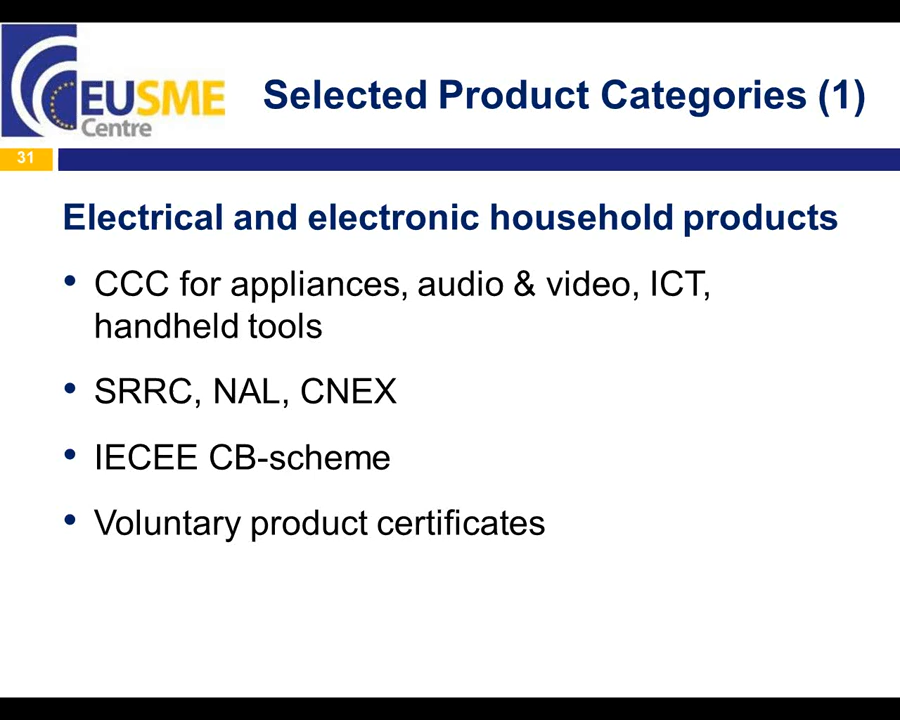 EUSME
Centre
Selected Product Categories (1)
31
Electrical and electronic household products
• CCC for appliances, audio & video, ICT,
handheld tools
• SRRC, NAL, CNEX
• IECEE CB-scheme
• Voluntary product certificates